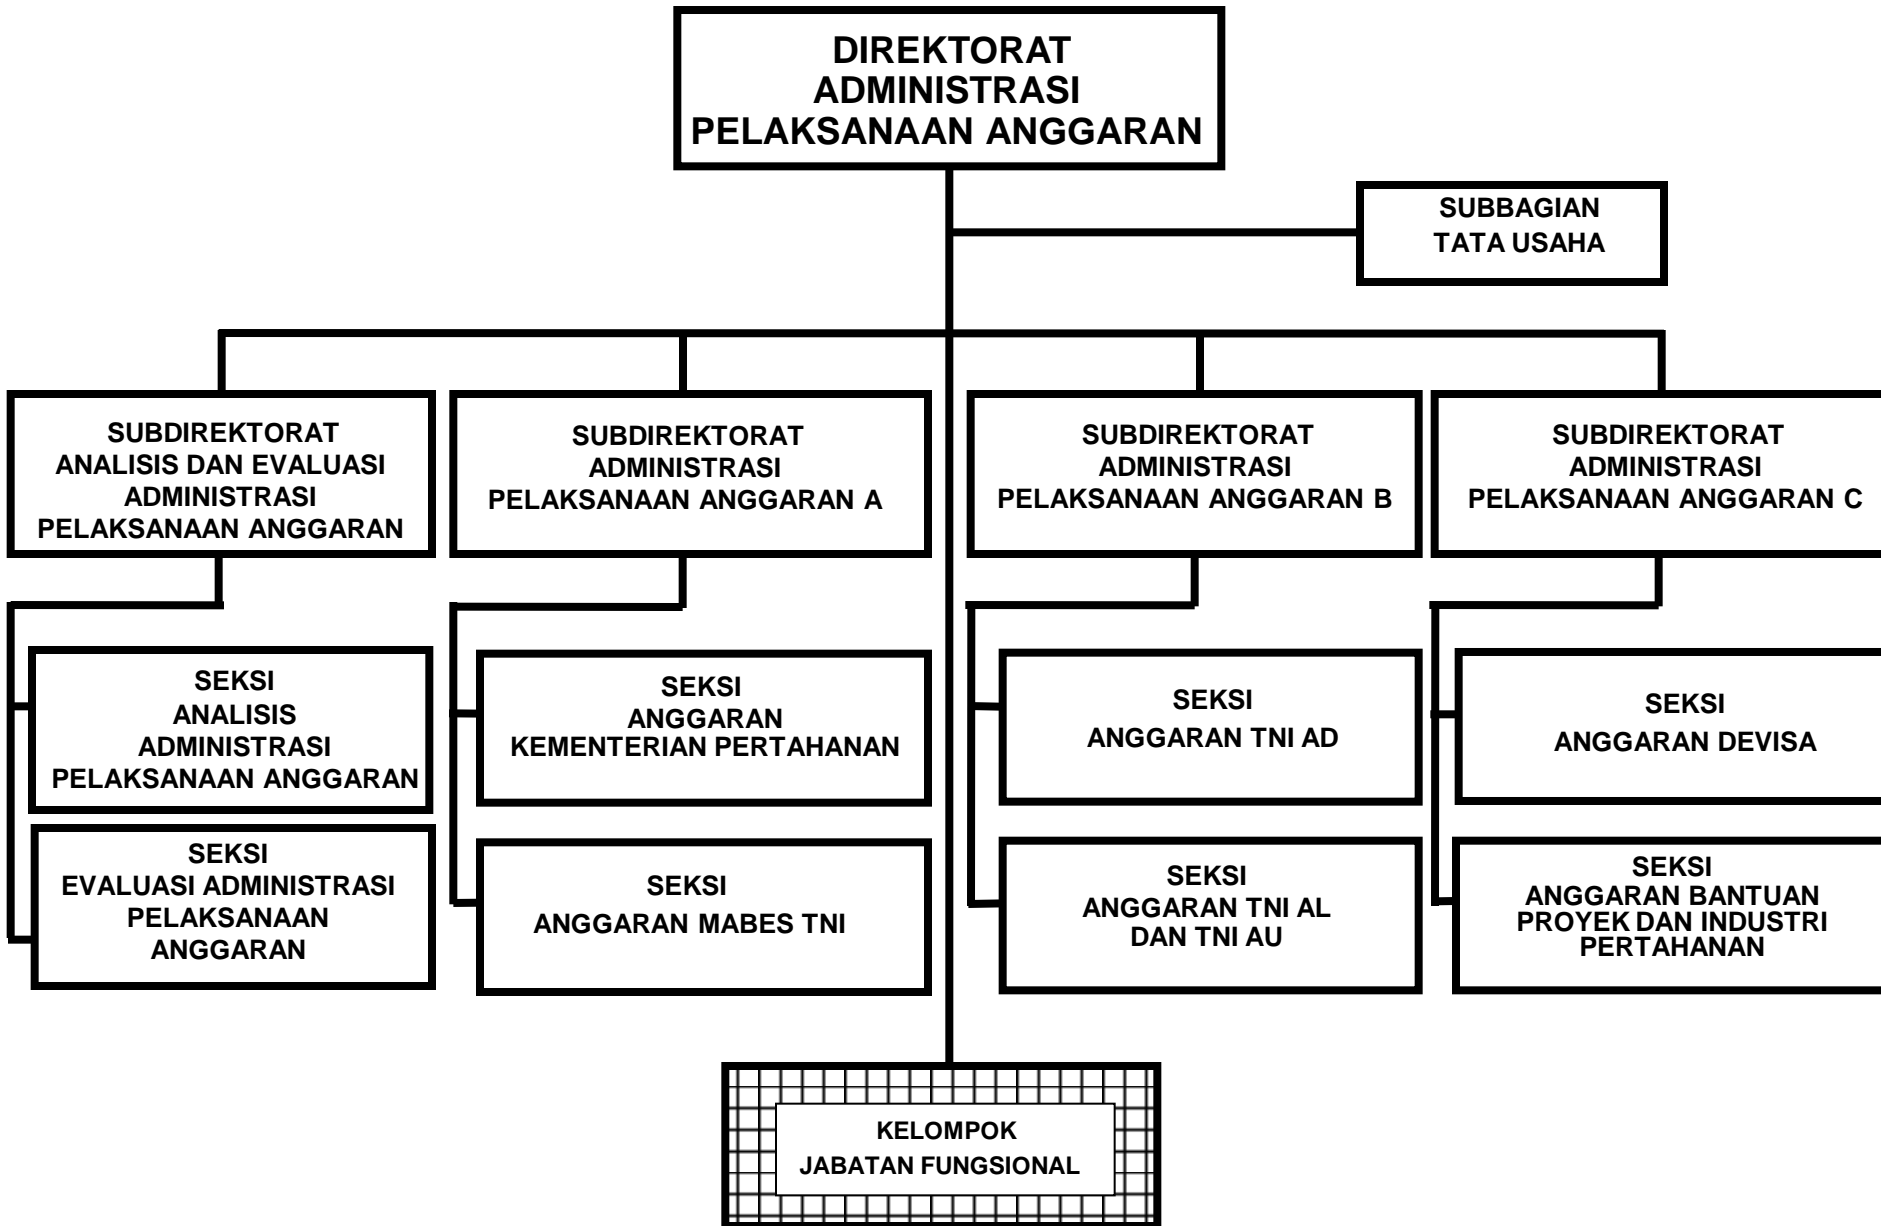 DIREKTORAT
ADMINISTRASI
PELAKSANAAN ANGGARAN
SUBBAGIAN
TATA USAHA
SUBDIREKTORAT
ANALISIS DAN EVALUASI
ADMINISTRASI
PELAKSANAAN ANGGARAN
SUBDIREKTORAT
ADMINISTRASI
PELAKSANAAN ANGGARAN A
SUBDIREKTORAT
ADMINISTRASI
PELAKSANAAN ANGGARAN B
SUBDIREKTORAT
ADMINISTRASI
PELAKSANAAN ANGGARAN C
SEKSI
ANALISIS
ADMINISTRASI
PELAKSANAAN ANGGARAN
SEKSI
ANGGARAN
KEMENTERIAN PERTAHANAN
SEKSI
ANGGARAN TNI AD
SEKSI
ANGGARAN DEVISA
SEKSI
EVALUASI ADMINISTRASI
PELAKSANAAN
ANGGARAN
SEKSI
ANGGARAN MABES TNI
SEKSI
ANGGARAN TNI AL
DAN TNI AU
SEKSI
ANGGARAN BANTUAN
PROYEK DAN INDUSTRI
PERTAHANAN
KELOMPOK
JABATAN FUNGSIONAL